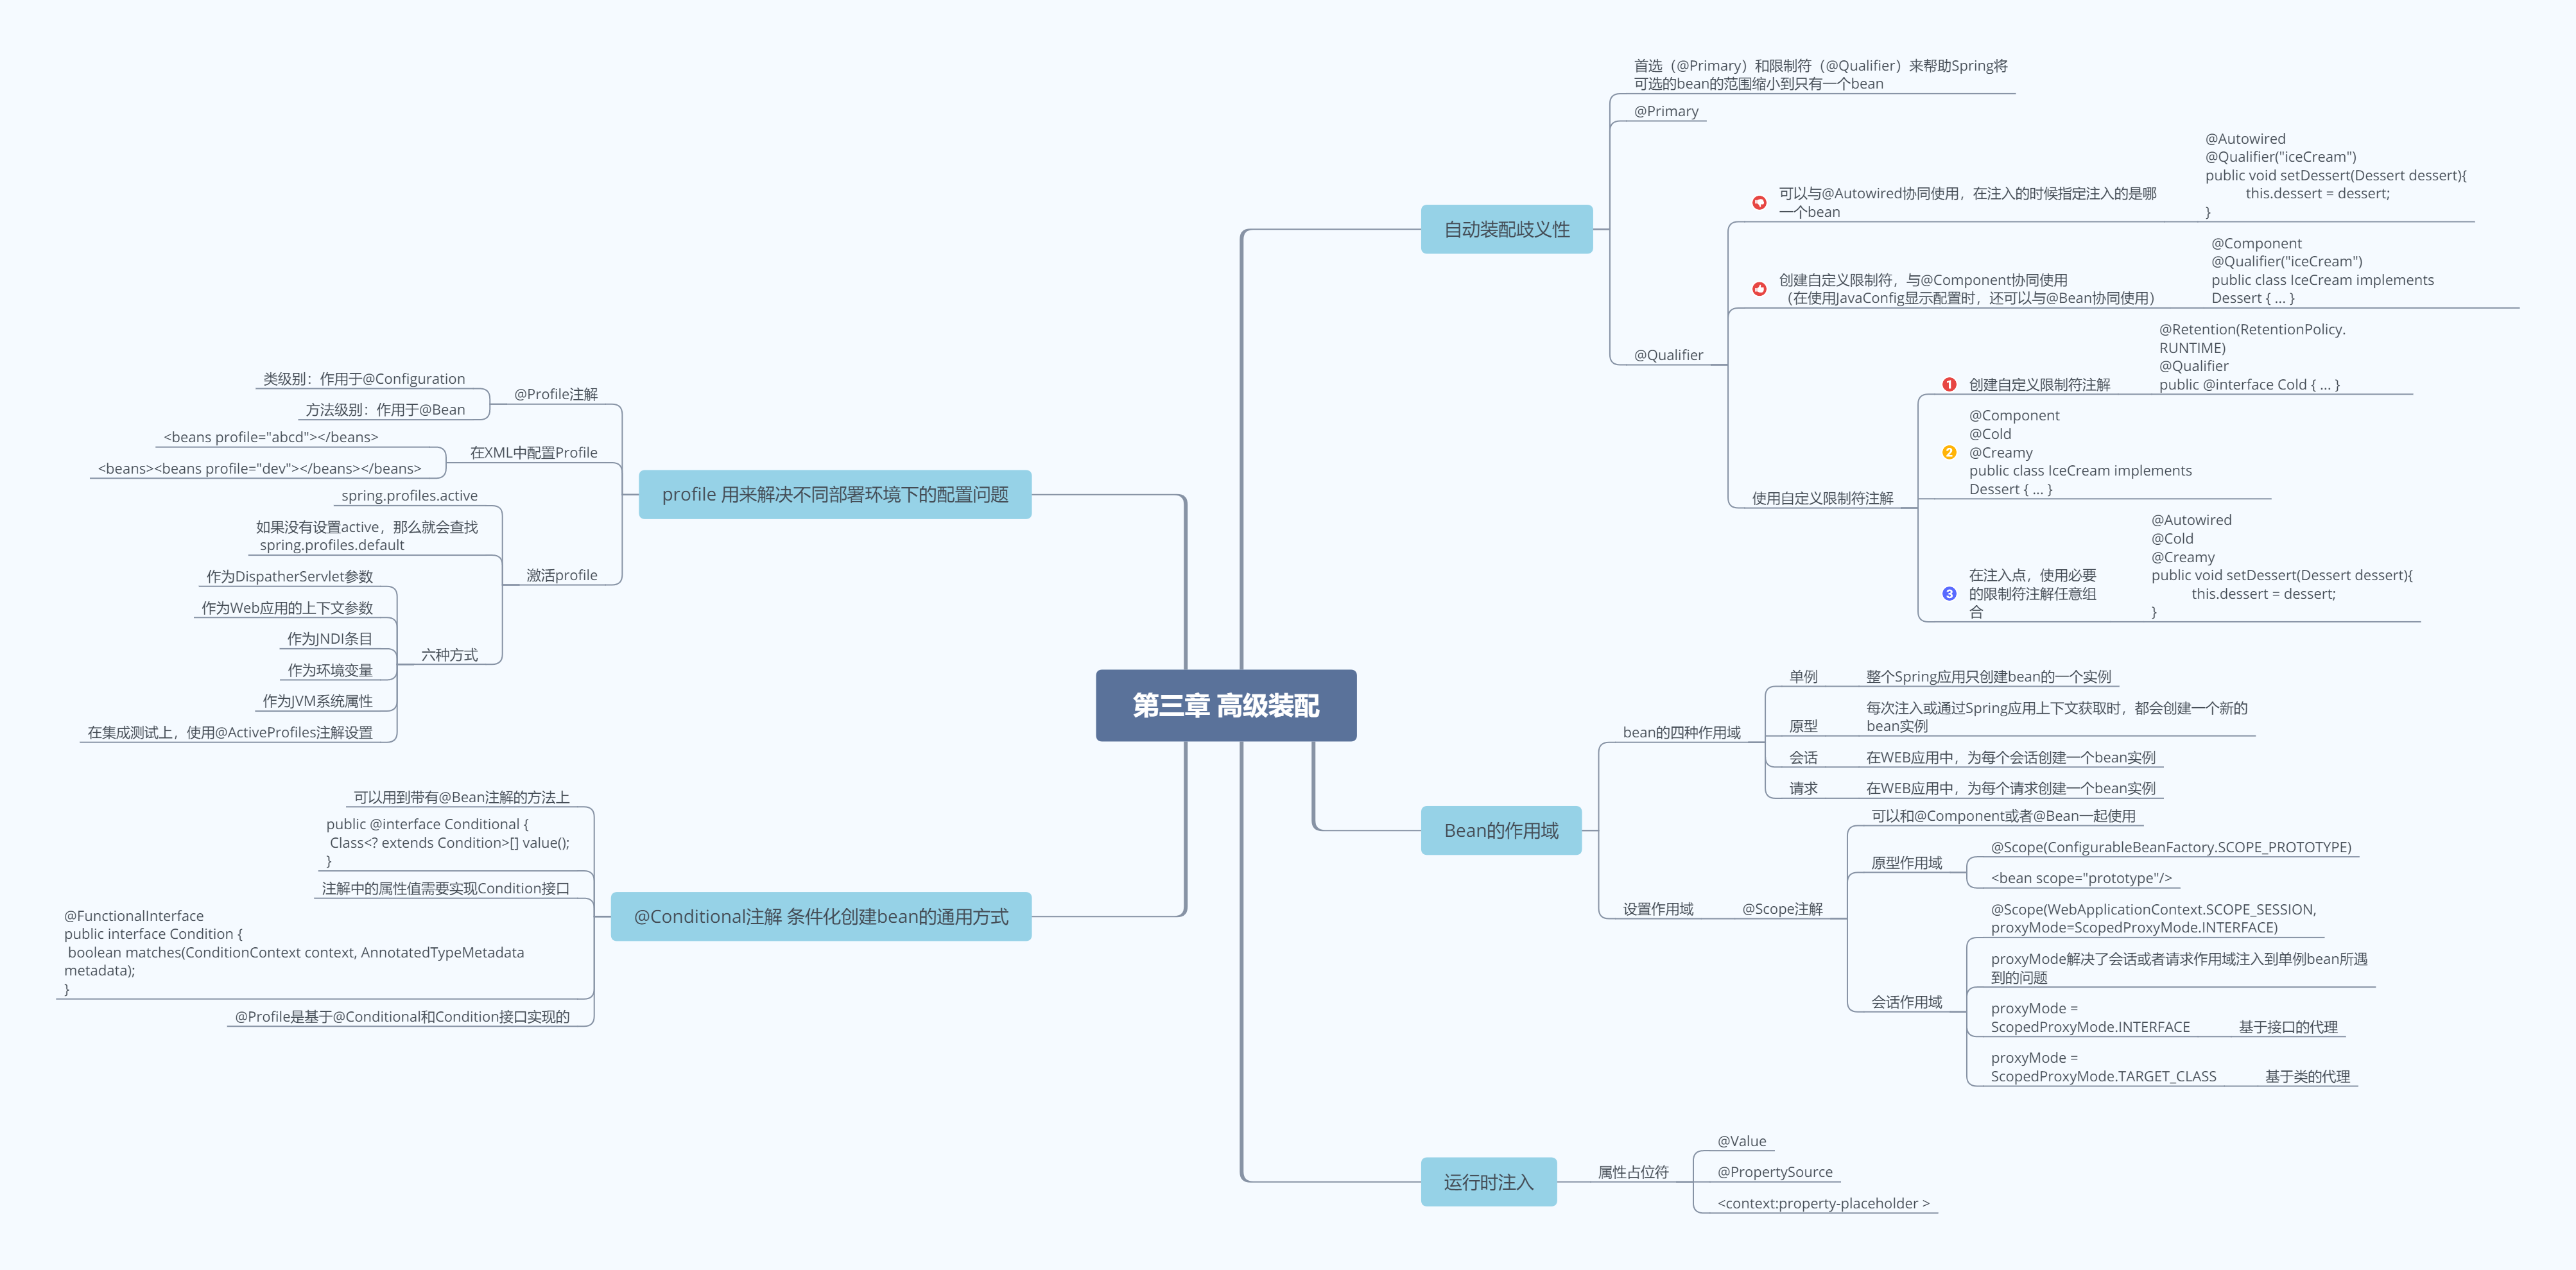 第三章 高级装配
自动装配歧义性
首选（@Primary）和限制符（@Qualifier）来帮助Spring将
可选的bean的范围缩小到只有一个bean
@Primary
@Qualifier
可以与@Autowired协同使用，在注入的时候指定注入的是哪
一个bean
@Autowired
@Qualifier("iceCream")
public void setDessert(Dessert dessert){
this.dessert = dessert;
}
创建自定义限制符，与@Component协同使用
（在使用JavaConfig显示配置时，还可以与@Bean协同使用）
@Component
@Qualifier("iceCream")
public class IceCream implements
Dessert { ... }
使用自定义限制符注解
1
创建自定义限制符注解
@Retention(RetentionPolicy.
RUNTIME)
@Qualifier
public @interface Cold { ... }
2
@Component
@Cold
@Creamy
public class IceCream implements
Dessert { ... }
3
在注入点，使用必要
的限制符注解任意组
合
@Autowired
@Cold
@Creamy
public void setDessert(Dessert dessert){
this.dessert = dessert;
}
Bean的作用域
bean的四种作用域
单例
整个Spring应用只创建bean的一个实例
原型
每次注入或通过Spring应用上下文获取时，都会创建一个新的
bean实例
会话
在WEB应用中，为每个会话创建一个bean实例
请求
在WEB应用中，为每个请求创建一个bean实例
设置作用域
@Scope注解
可以和@Component或者@Bean一起使用
原型作用域
@Scope(ConfigurableBeanFactory.SCOPE_PROTOTYPE)
<bean scope="prototype"/>
会话作用域
@Scope(WebApplicationContext.SCOPE_SESSION,
proxyMode=ScopedProxyMode.INTERFACE)
proxyMode解决了会话或者请求作用域注入到单例bean所遇
到的问题
proxyMode =
ScopedProxyMode.INTERFACE
基于接口的代理
proxyMode =
ScopedProxyMode.TARGET_CLASS
基于类的代理
运行时注入
属性占位符
@Value
@PropertySource
<context:property-placeholder >
profile 用来解决不同部署环境下的配置问题
@Profile注解
类级别：作用于@Configuration
方法级别：作用于@Bean
在XML中配置Profile
<beans profile="abcd"></beans>
<beans><beans profile="dev"></beans></beans>
激活profile
spring.profiles.active
如果没有设置active，那么就会查找
spring.profiles.default
六种方式
作为DispatherServlet参数
作为Web应用的上下文参数
作为JNDI条目
作为环境变量
作为JVM系统属性
在集成测试上，使用@ActiveProfiles注解设置
@Conditional注解 条件化创建bean的通用方式
可以用到带有@Bean注解的方法上
public @interface Conditional {
Class<? extends Condition>[] value();
}
注解中的属性值需要实现Condition接口
@FunctionalInterface
public interface Condition {
boolean matches(ConditionContext context, AnnotatedTypeMetadata
metadata);
}
@Profile是基于@Conditional和Condition接口实现的